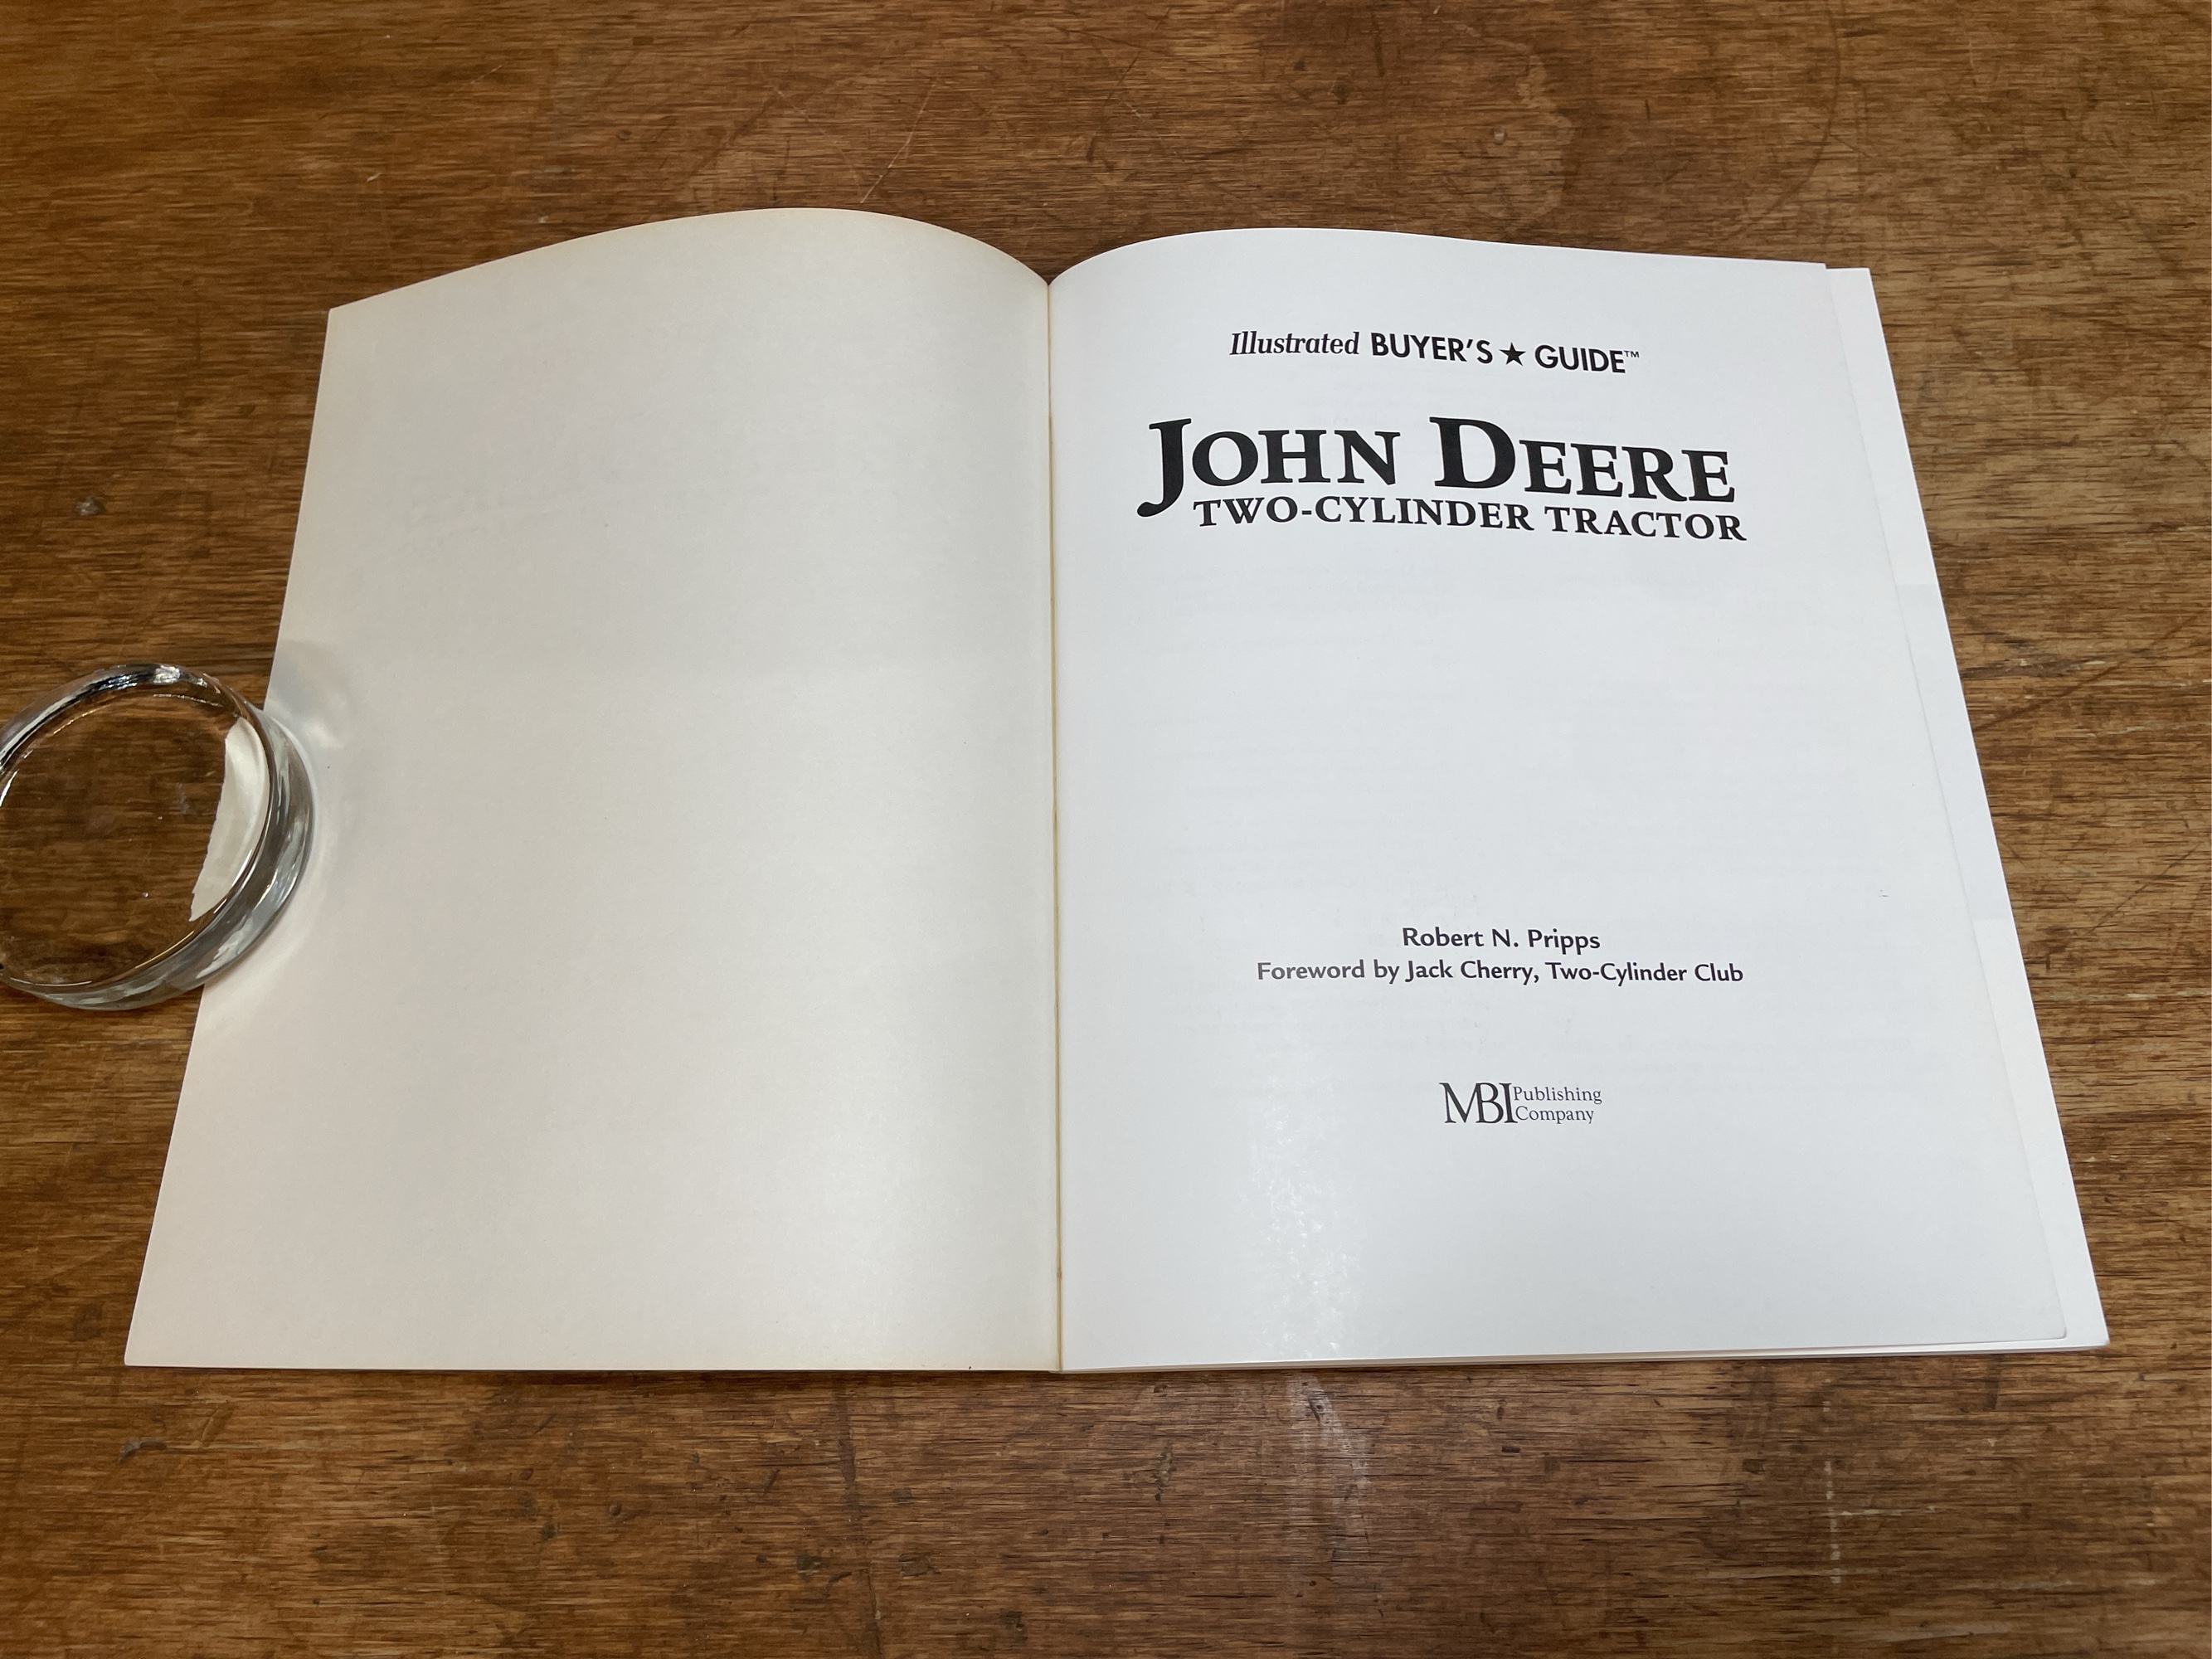 Illustrated BUYER'S ★ GUIDE™
JOHN DEERE
TWO-CYLINDER TRACTOR
Robert N. Pripps
Foreword by Jack Cherry, Two-Cylinder Club
MBI Publishing
Company